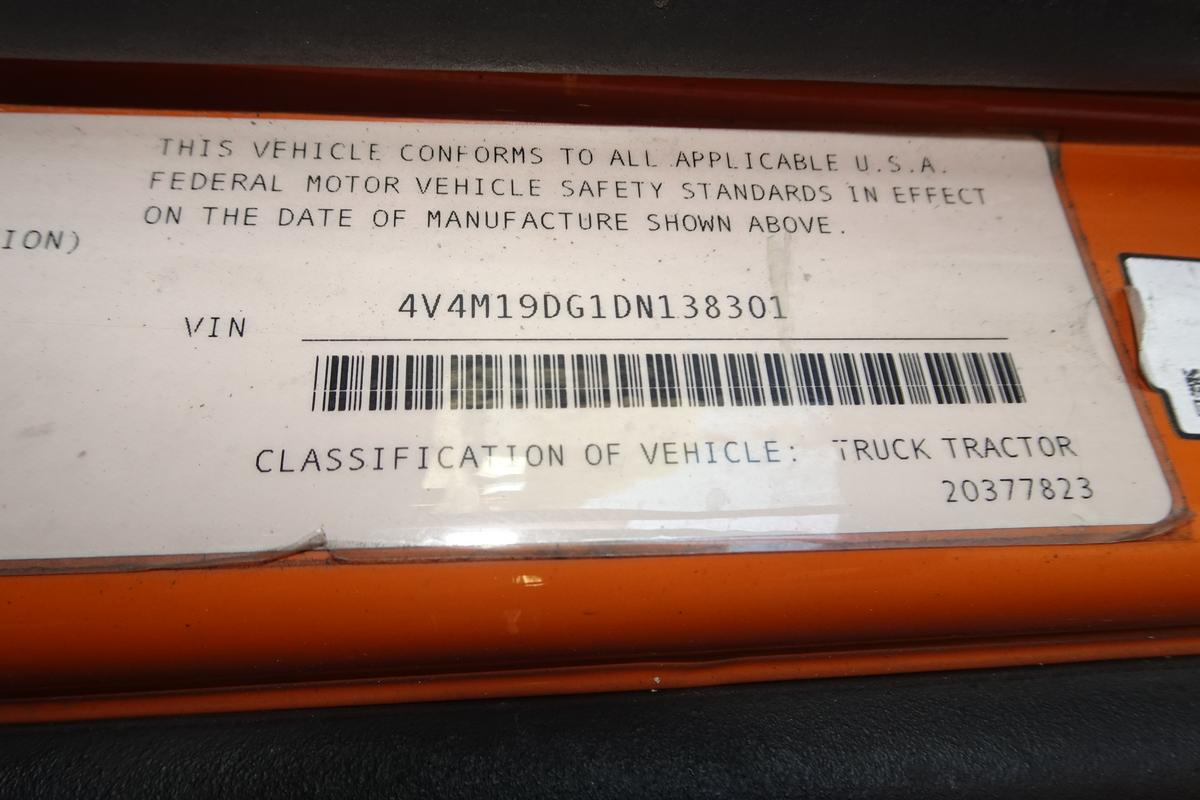 THIS VEHICLE CONFORMS TO ALL APPLICABLE U.S.A.
FEDERAL MOTOR VEHICLE SAFETY STANDARDS IN EFFECT
ON THE DATE OF MANUFACTURE SHOWN ABOVE.
ION)
VIN 4V4M19DG1DN138301
CLASSIFICATION OF VEHICLE: TRUCK TRACTOR
20377823